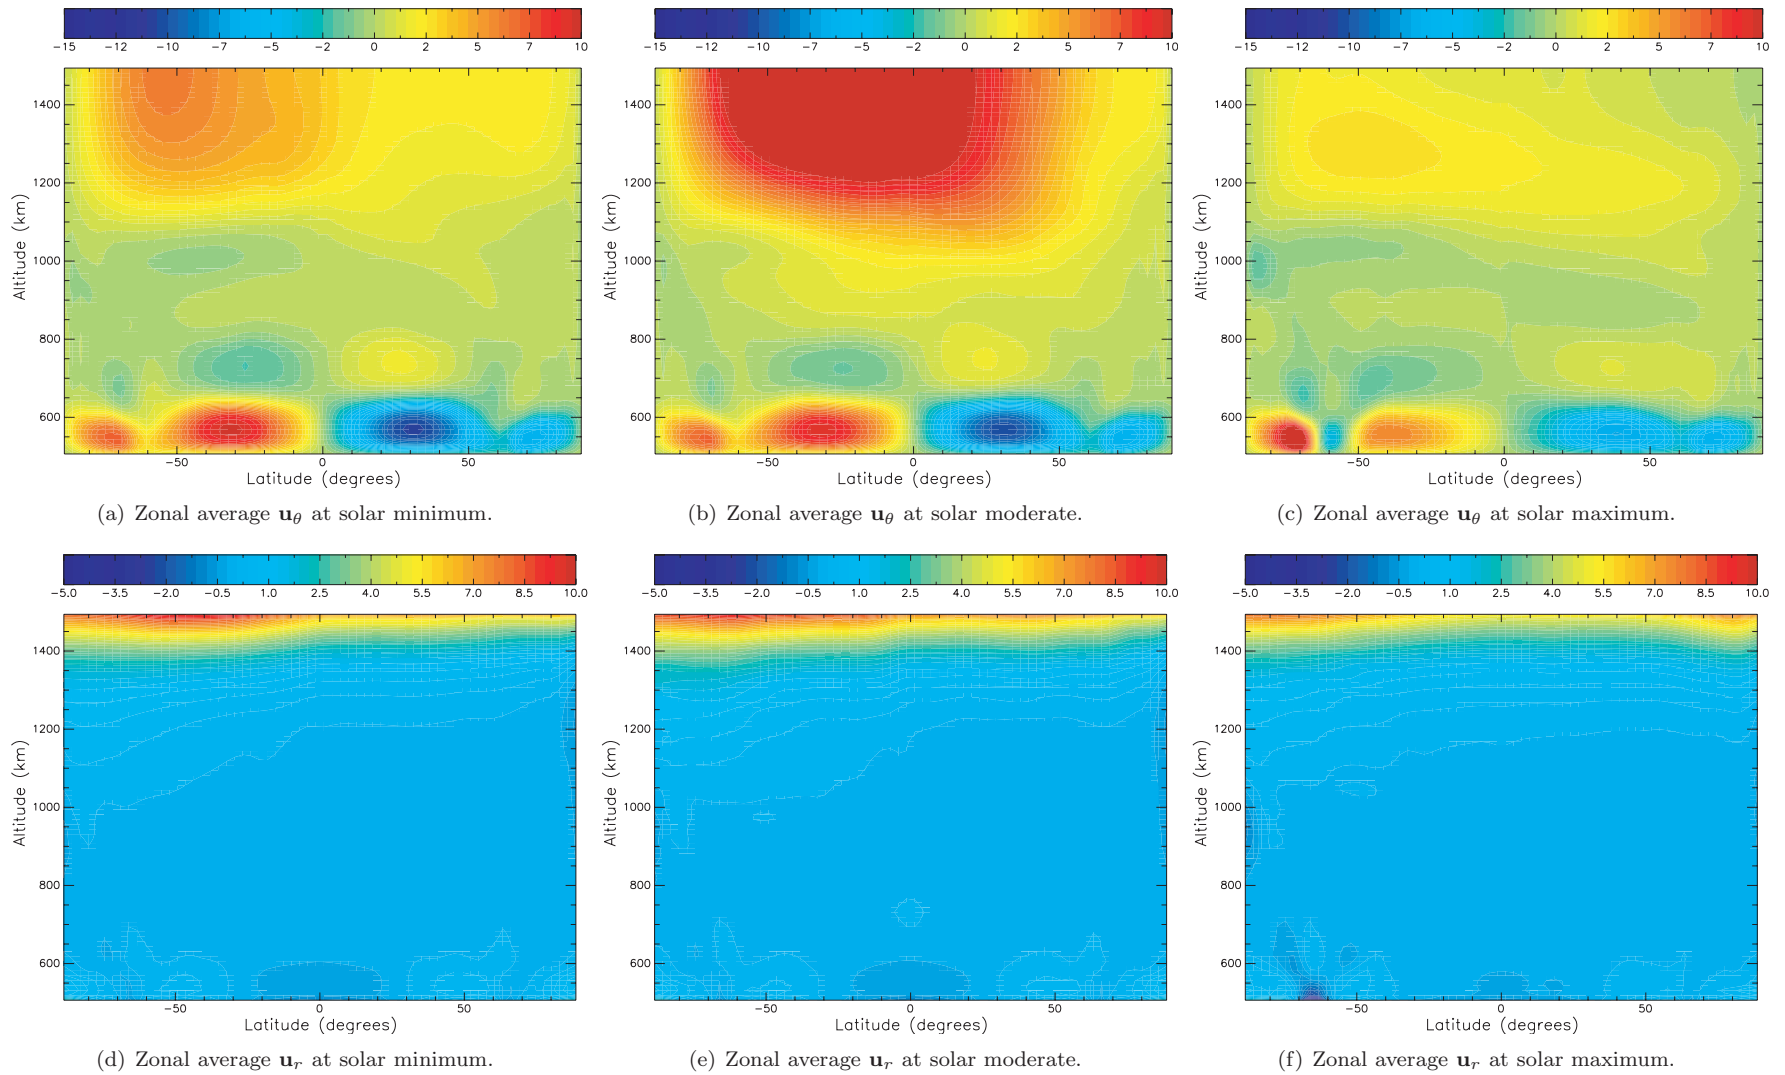 −15 −12 −10 −7 −5 −2 0 2 5 7 10
−15 −12 −10 −7 −5 −2 0 2 5 7 10
−15 −12 −10 −7 −5 −2 0 2 5 7 10
Altitude (km)
1400
1200
1000
800
600
−50 0 50
Latitude (degrees)
Altitude (km)
1400
1200
1000
800
600
−50 0 50
Latitude (degrees)
Altitude (km)
1400
1200
1000
800
600
−50 0 50
Latitude (degrees)
(a) Zonal average u_θ at solar minimum.
(b) Zonal average u_θ at solar moderate.
(c) Zonal average u_θ at solar maximum.
−5.0 −3.5 −2.0 −0.5 1.0 2.5 4.0 5.5 7.0 8.5 10.0
−5.0 −3.5 −2.0 −0.5 1.0 2.5 4.0 5.5 7.0 8.5 10.0
−5.0 −3.5 −2.0 −0.5 1.0 2.5 4.0 5.5 7.0 8.5 10.0
Altitude (km)
1400
1200
1000
800
600
−50 0 50
Latitude (degrees)
Altitude (km)
1400
1200
1000
800
600
−50 0 50
Latitude (degrees)
Altitude (km)
1400
1200
1000
800
600
−50 0 50
Latitude (degrees)
(d) Zonal average u_r at solar minimum.
(e) Zonal average u_r at solar moderate.
(f) Zonal average u_r at solar maximum.